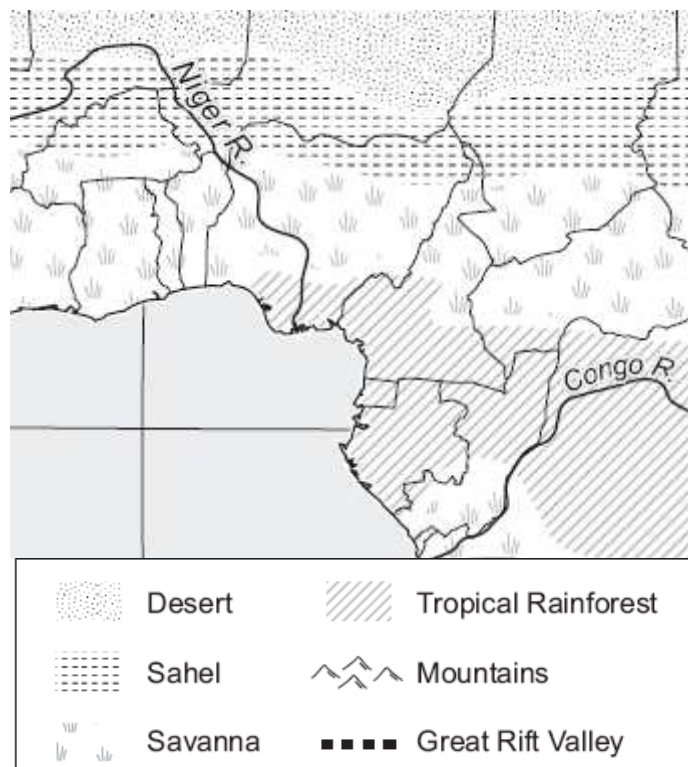 Niger R.
Congo R.
Desert
Tropical Rainforest
Sahel
Mountains
Savanna
Great Rift Valley